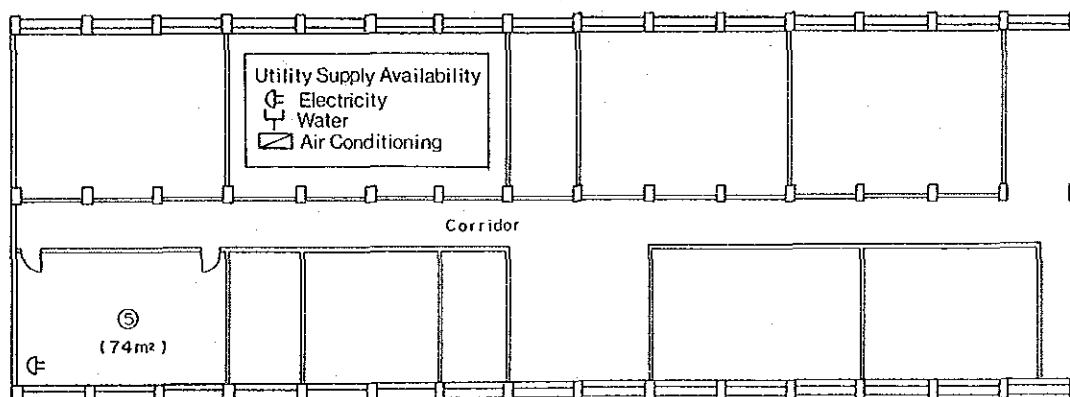 Utility Supply Availability
Electricity
Water
Air Conditioning
Corridor
⑤
(74m²)